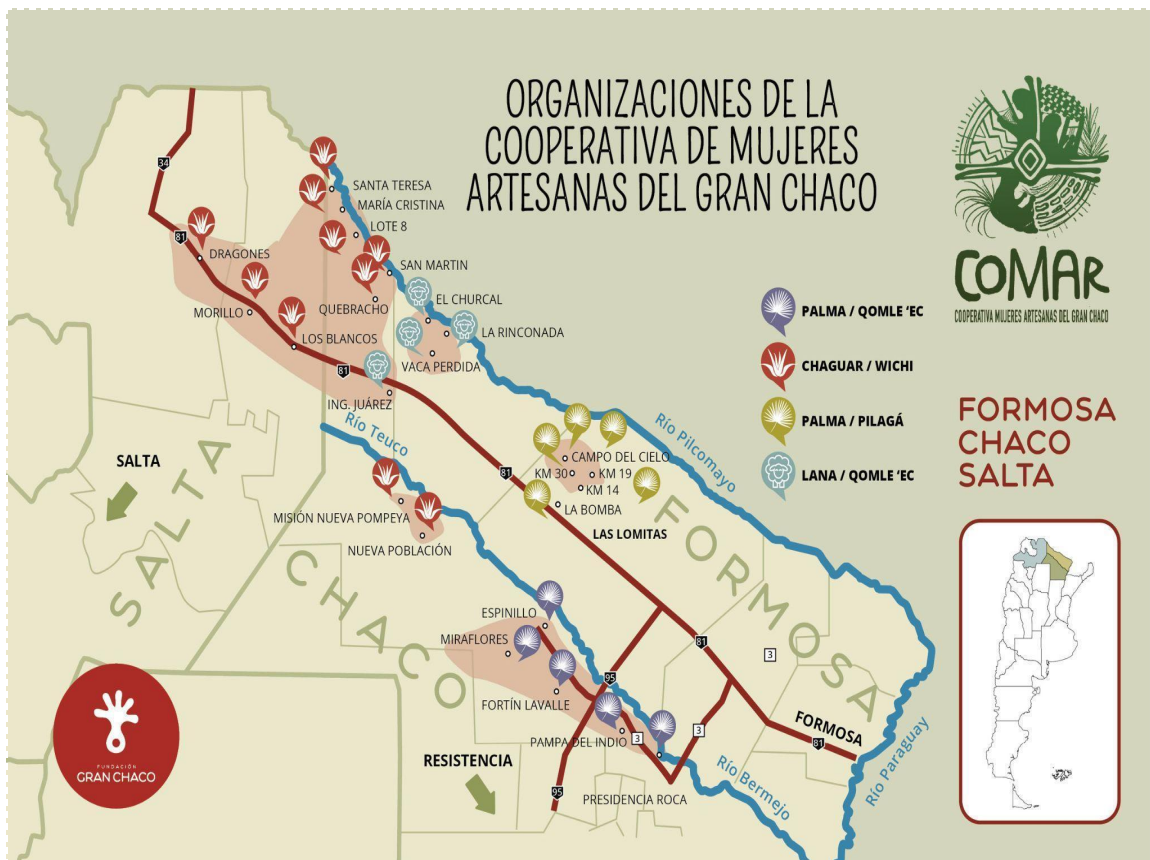 ORGANIZACIONES DE LA
COOPERATIVA DE MUJERES
ARTESANAS DEL GRAN CHACO
COMAR
COOPERATIVA MUJERES ARTESANAS DEL GRAN CHACO
PALMA / QOMLE 'EC
CHAGUAR / WICHI
PALMA / PILAGÁ
LANA / QOMLE 'EC
FORMOSA
CHACO
SALTA
34
SANTA TERESA
MARÍA CRISTINA
LOTE 8
81
DRAGONES
SAN MARTIN
MORILLO
QUEBRACHO
EL CHURCAL
LA RINCONADA
LOS BLANCOS
VACA PERDIDA
81
ING. JUÁREZ
Río Teuco
Río Pilcomayo
SALTA
SALTA
CAMPO DEL CIELO
KM 30
KM 19
KM 14
81
LA BOMBA
LAS LOMITAS
MISIÓN NUEVA POMPEYA
NUEVA POBLACIÓN
CHACO
FORMOSA
ESPINILLO
MIRAFLORES
81
3
95
FORTÍN LAVALLE
PAMPA DEL INDIO
3
3
FORMOSA
81
RESISTENCIA
95
PRESIDENCIA ROCA
Río Bermejo
Río Paraguay
FUNDACIÓN
GRAN CHACO